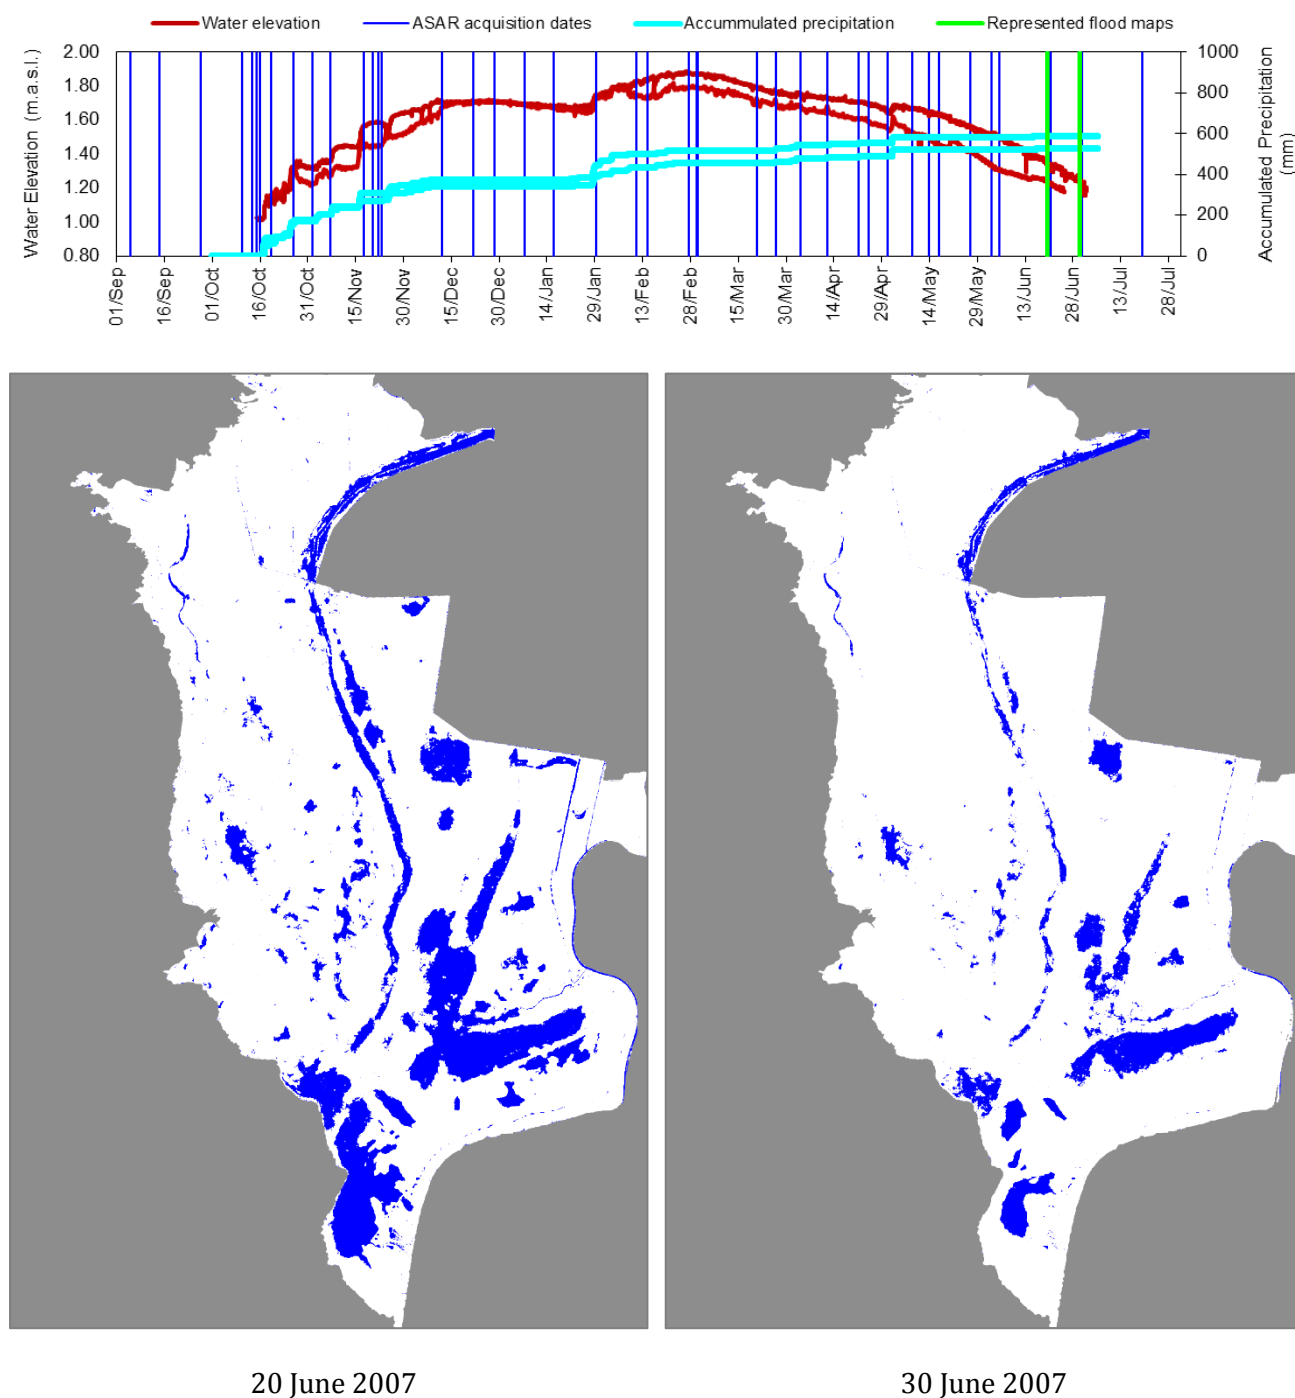 Water elevation ASAR acquisition dates Accummulated precipitation Represented flood maps
Water Elevation (m.a.s.l.)
2.00
1.80
1.60
1.40
1.20
1.00
0.80
1000
800
600
400
200
0
Accumulated Precipitation
(mm)
01/Sep 16/Sep 01/Oct 16/Oct 31/Oct 15/Nov 30/Nov 15/Dec 30/Dec 14/Jan 29/Jan 13/Feb 28/Feb 15/Mar 30/Mar 14/Apr 29/Apr 14/May 29/May 13/Jun 28/Jun 13/Jul 28/Jul
20 June 2007 30 June 2007